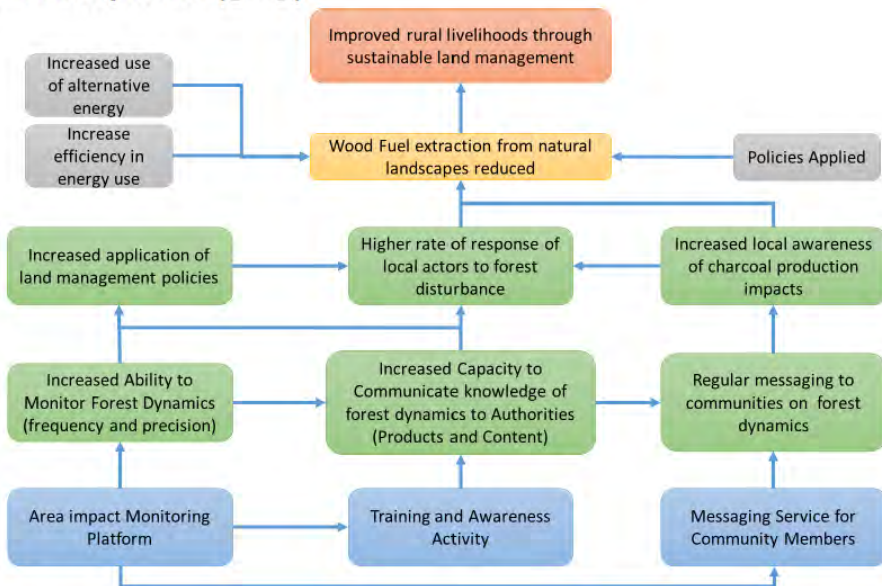 Improved rural livelihoods through
sustainable land management
Increased use
of alternative
energy
Increase
efficiency in
energy use
Wood Fuel extraction from natural
landscapes reduced
Policies Applied
Increased application of
land management policies
Higher rate of response of
local actors to forest
disturbance
Increased local awareness
of charcoal production
impacts
Increased Ability to
Monitor Forest Dynamics
(frequency and precision)
Increased Capacity to
Communicate knowledge of
forest dynamics to Authorities
(Products and Content)
Regular messaging to
communities on forest
dynamics
Area impact Monitoring
Platform
Training and Awareness
Activity
Messaging Service for
Community Members